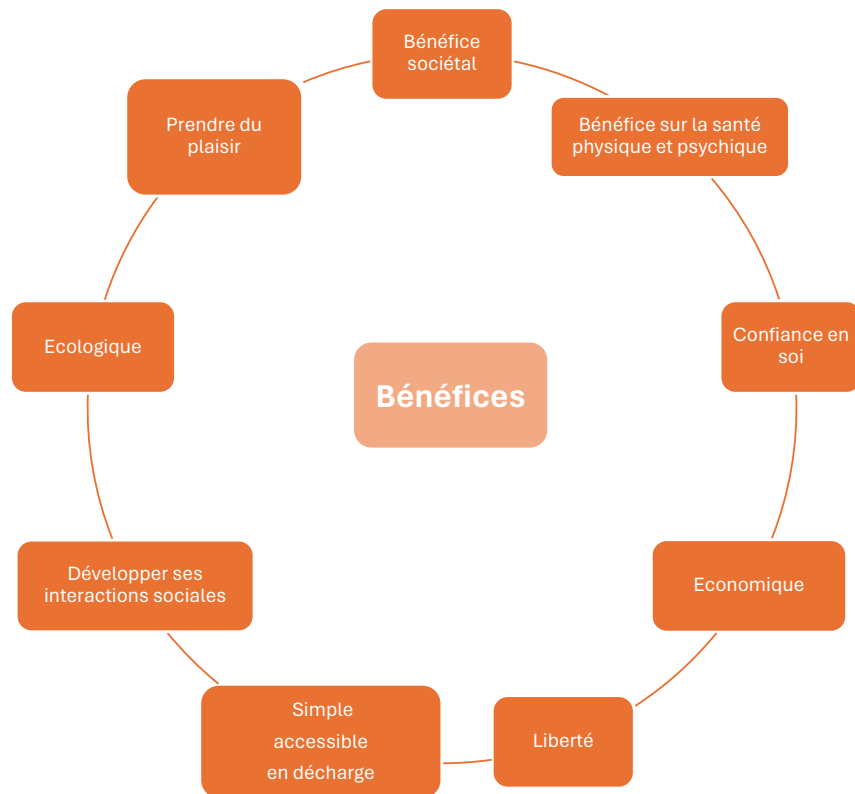 Bénéfice
sociétal
Bénéfice sur la santé
physique et psychique
Confiance en
soi
Economique
Liberté
Simple
accessible
en décharge
Développer ses
interactions sociales
Ecologique
Prendre du
plaisir
Bénéfices